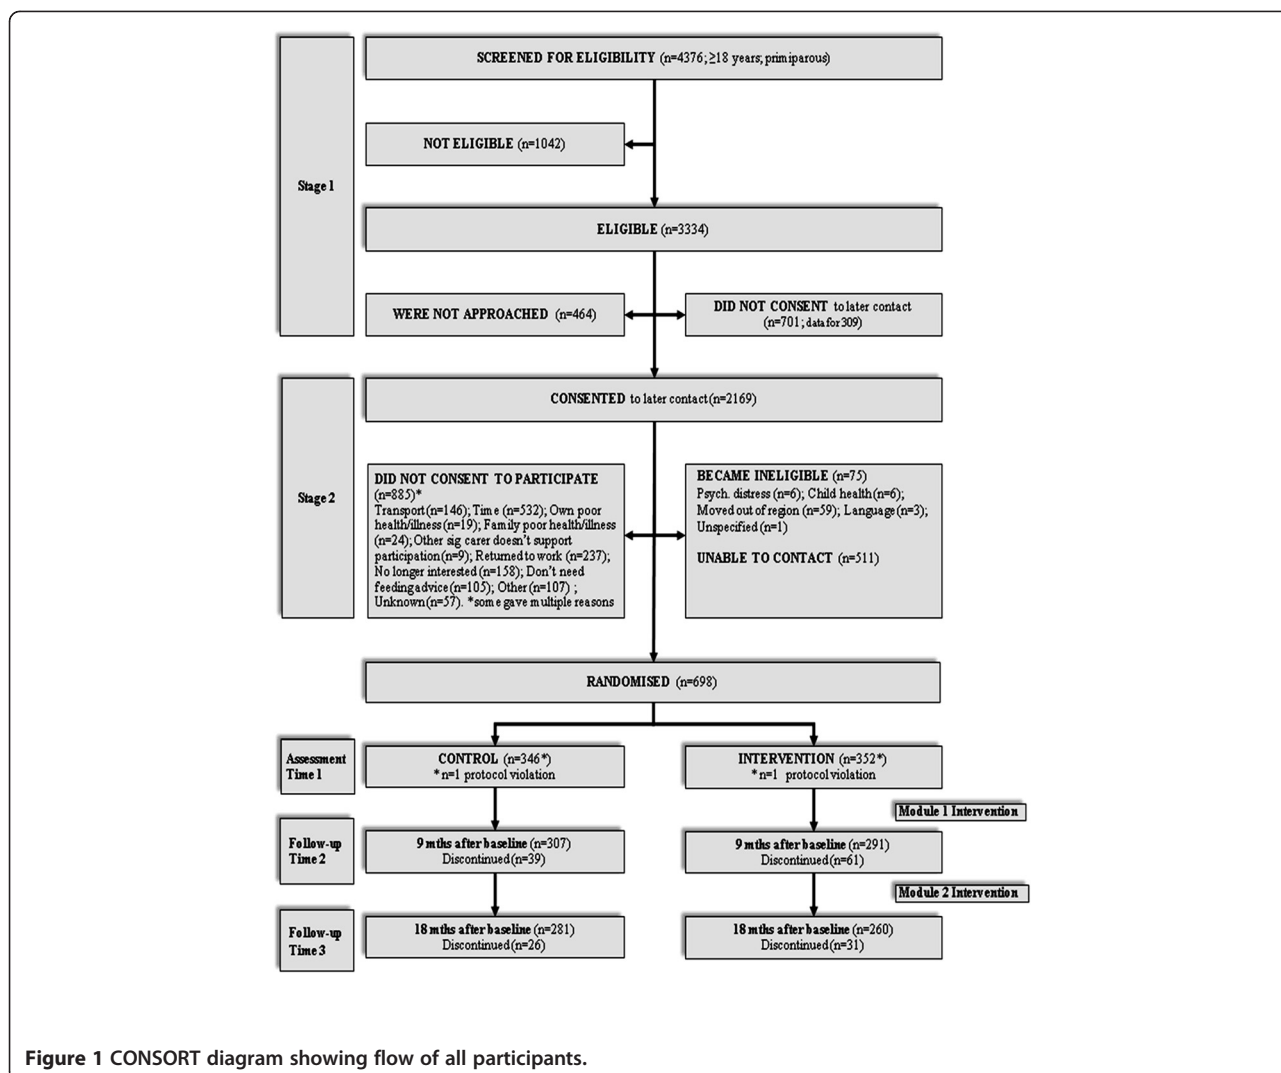 SCREENED FOR ELIGIBILITY (n=4376; ≥18 years; primiparous)
NOT ELIGIBLE (n=1042)
Stage 1
ELIGIBLE (n=3334)
WERE NOT APPROACHED (n=464)
DID NOT CONSENT to later contact
(n=701; data for 309)
CONSENTED to later contact (n=2169)
Stage 2
DID NOT CONSENT TO PARTICIPATE
(n=885)*
Transport (n=146); Time (n=532); Own poor
health/illness (n=19); Family poor health/illness
(n=24); Other sig carer doesn't support
participation (n=9); Returned to work (n=237);
No longer interested (n=158); Don't need
feeding advice (n=105); Other (n=107) ;
Unknown (n=57). *some gave multiple reasons
BECAME INELIGIBLE (n=75)
Psych. distress (n=6); Child health (n=6);
Moved out of region (n=59); Language (n=3);
Unspecified (n=1)
UNABLE TO CONTACT (n=511)
RANDOMISED (n=698)
Assessment
Time 1
CONTROL (n=346*)
*n=1 protocol violation
INTERVENTION (n=352*)
*n=1 protocol violation
Module 1 Intervention
Follow-up
Time 2
9 mths after baseline (n=307)
Discontinued (n=39)
9 mths after baseline (n=291)
Discontinued (n=61)
Module 2 Intervention
Follow-up
Time 3
18 mths after baseline (n=281)
Discontinued (n=26)
18 mths after baseline (n=260)
Discontinued (n=31)
Figure 1 CONSORT diagram showing flow of all participants.